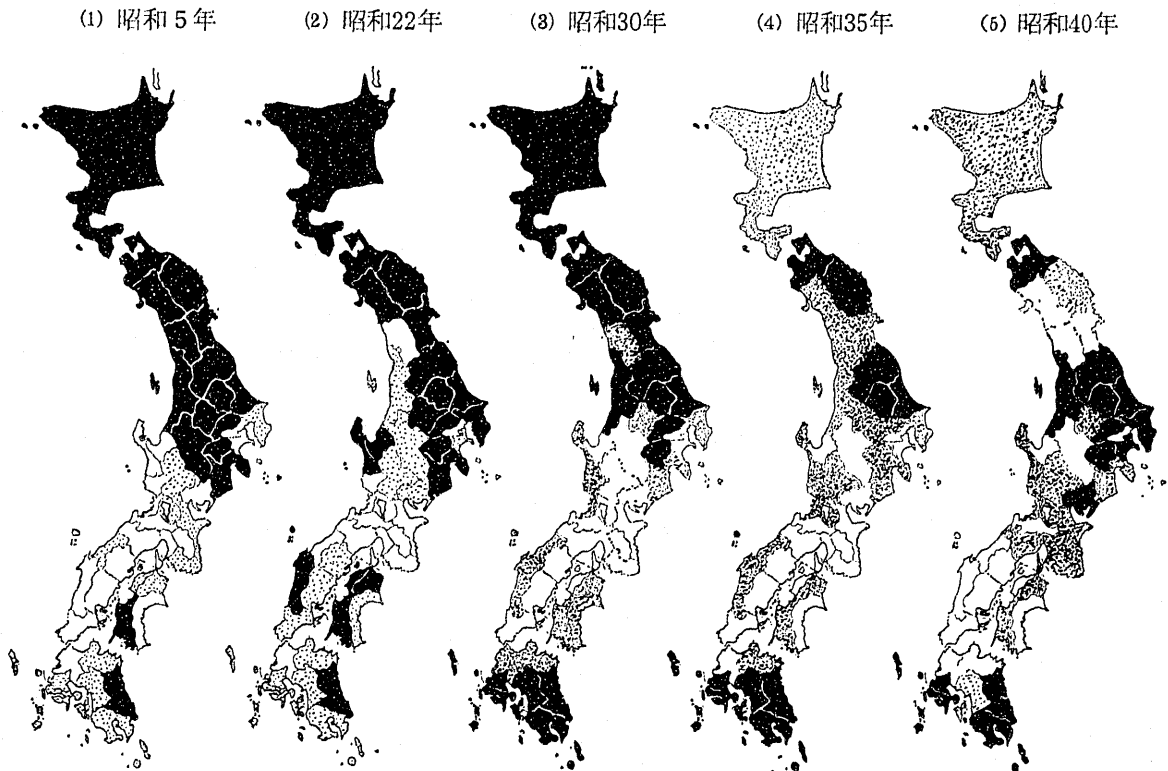 (1) 昭和5年
(2) 昭和22年
(3) 昭和30年
(4) 昭和35年
(5) 昭和40年